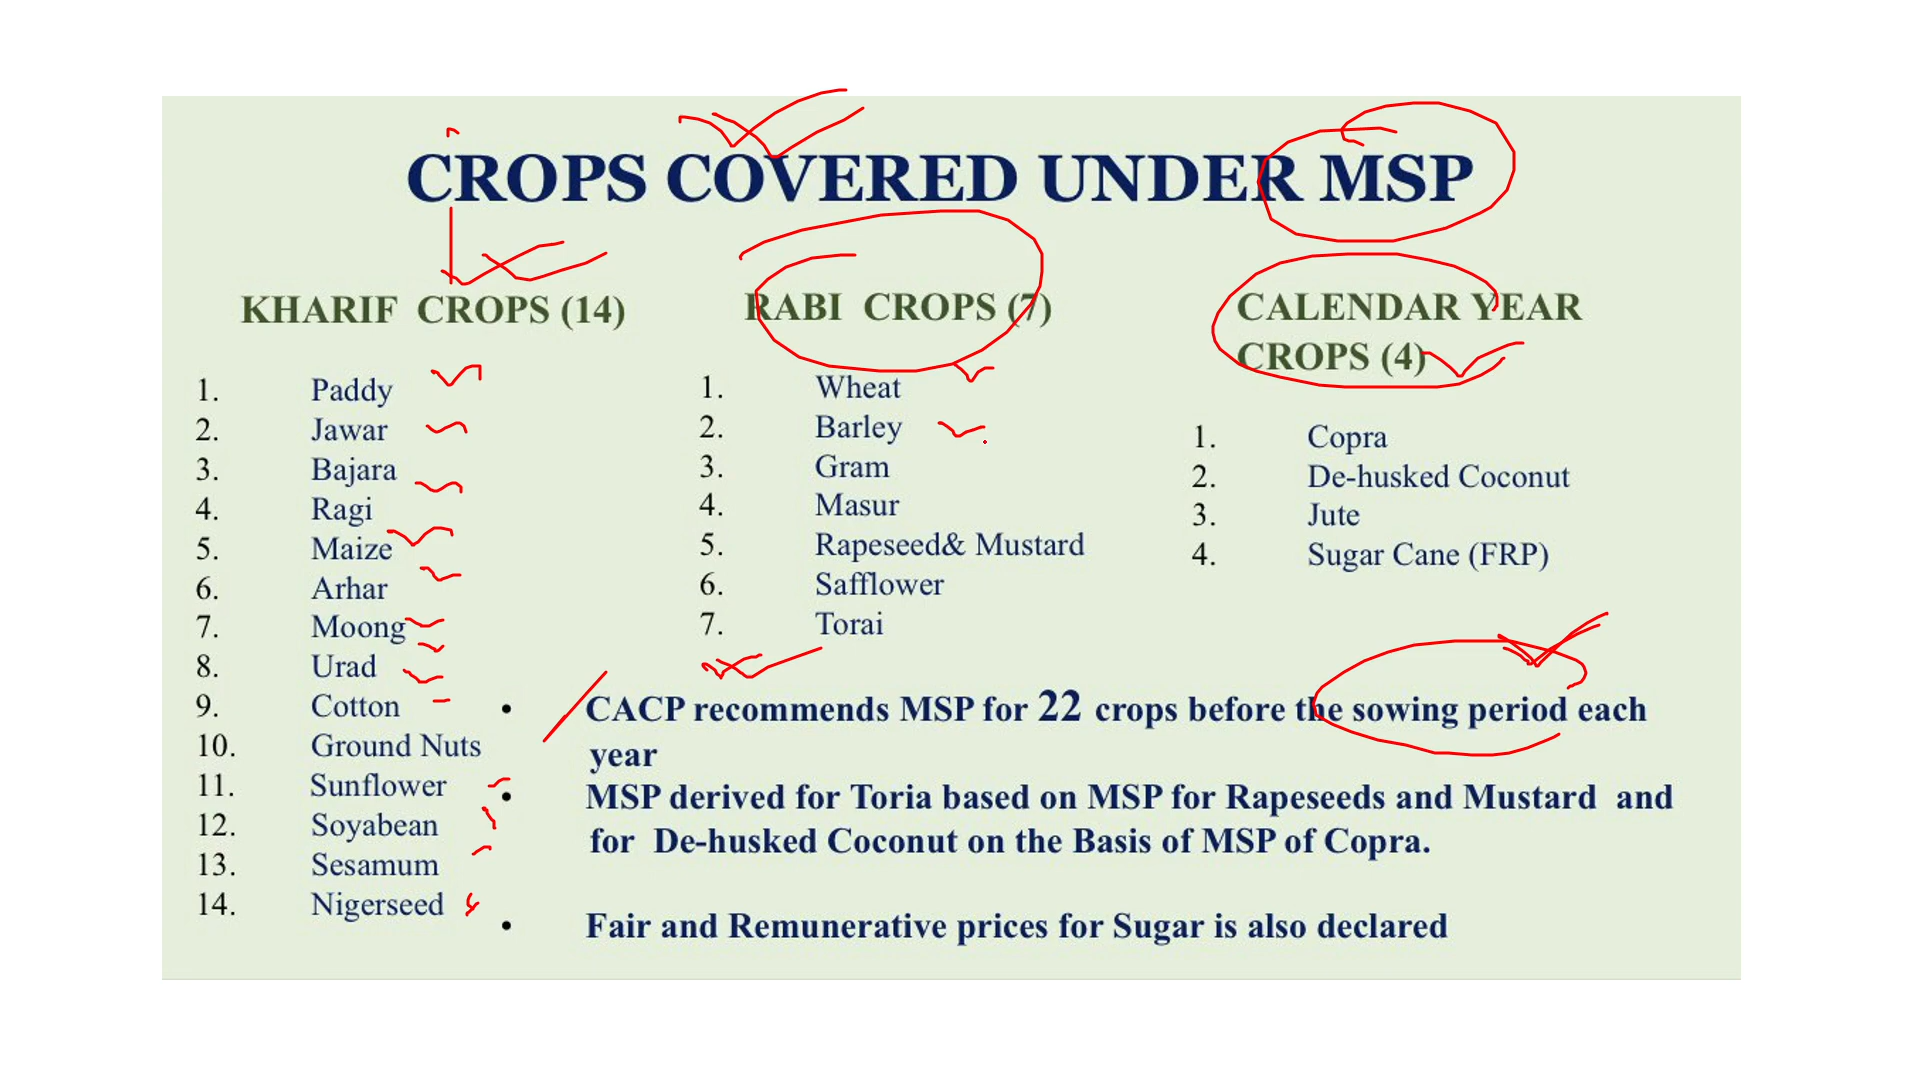 CROPS COVERED UNDER MSP
KHARIF CROPS (14)
1. Paddy
2. Jawar
3. Bajara
4. Ragi
5. Maize
6. Arhar
7. Moong
8. Urad
9. Cotton
10. Ground Nuts
11. Sunflower
12. Soyabean
13. Sesamum
14. Nigerseed
RABI CROPS (7)
1. Wheat
2. Barley
3. Gram
4. Masur
5. Rapeseed& Mustard
6. Safflower
7. Torai
CALENDAR YEAR
CROPS (4)
1. Copra
2. De-husked Coconut
3. Jute
4. Sugar Cane (FRP)
• CACP recommends MSP for 22 crops before the sowing period each
year
• MSP derived for Toria based on MSP for Rapeseeds and Mustard and
for De-husked Coconut on the Basis of MSP of Copra.
• Fair and Remunerative prices for Sugar is also declared